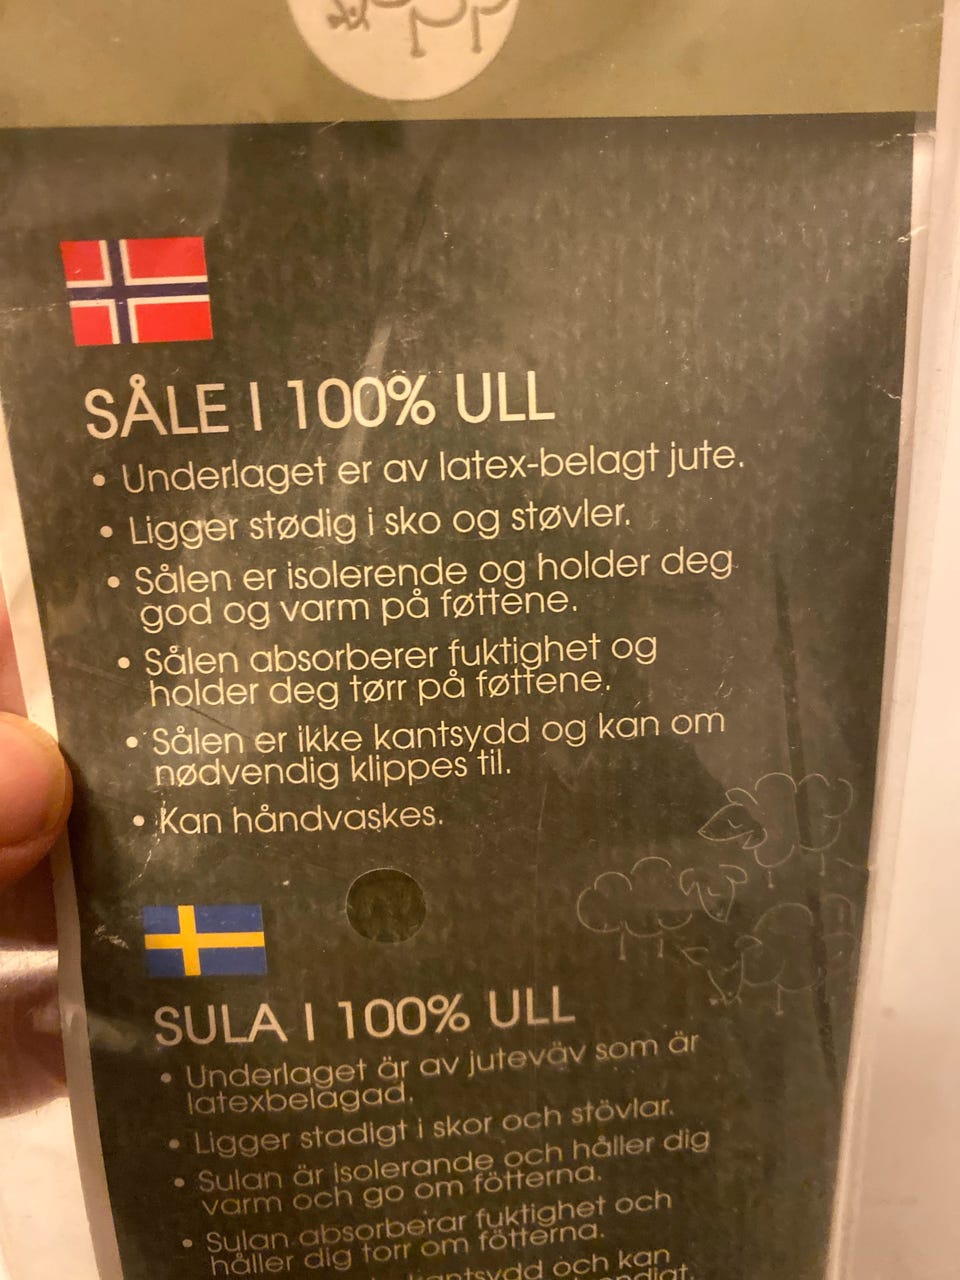 SÅLE I 100% ULL
• Underlaget er av latex-belagt jute.
• Ligger stødig i sko og støvler.
• Sålen er isolerende og holder deg
god og varm på føttene.
• Sålen absorberer fuktighet og
holder deg tørr på føttene.
• Sålen er ikke kantsydd og kan om
nødvendig klippes til.
• Kan håndvaskes.
SULA I 100% ULL
• Underlaget är av juteväv som är
latexbelagad.
• Ligger stadigt i skor och stövlar.
• Sulan är isolerande och håller dig
varm och go om fötterna.
• Sulan absorberar fuktighet och
håller dig torr om fötterna.
kantsydd och kan